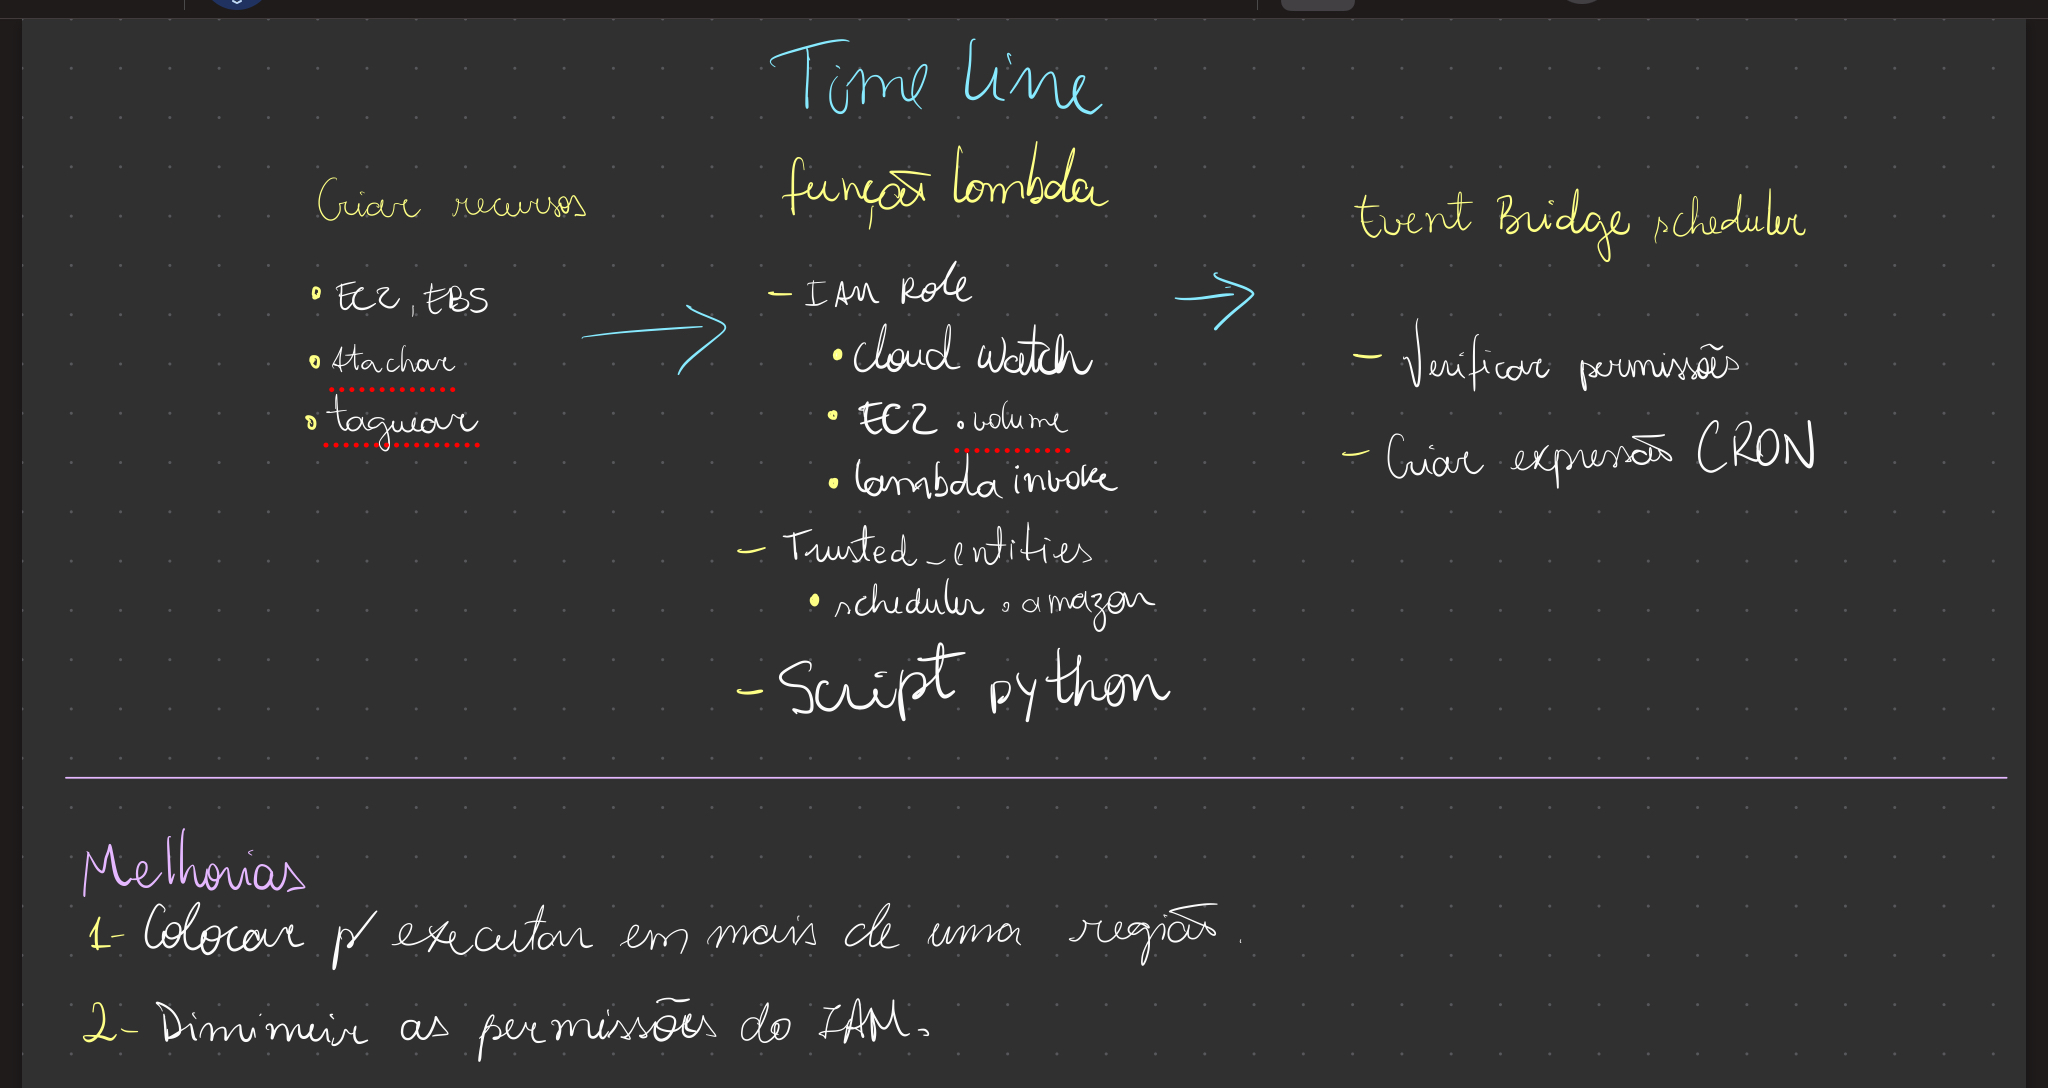 Time Line
Criar recursos
• EC2, EBS
• Atachar
• taguear
função lambda
- IAM Role
• cloud watch
• EC2 . volume
• lambda invoke
- Trusted_entities
• scheduler . amazon
- Script python
Event Bridge scheduler
- Verificar permissões
- Criar expressão CRON
Melhorias
1- Colocar p/ executar em mais de uma região.
2- Diminuir as permissões do IAM.